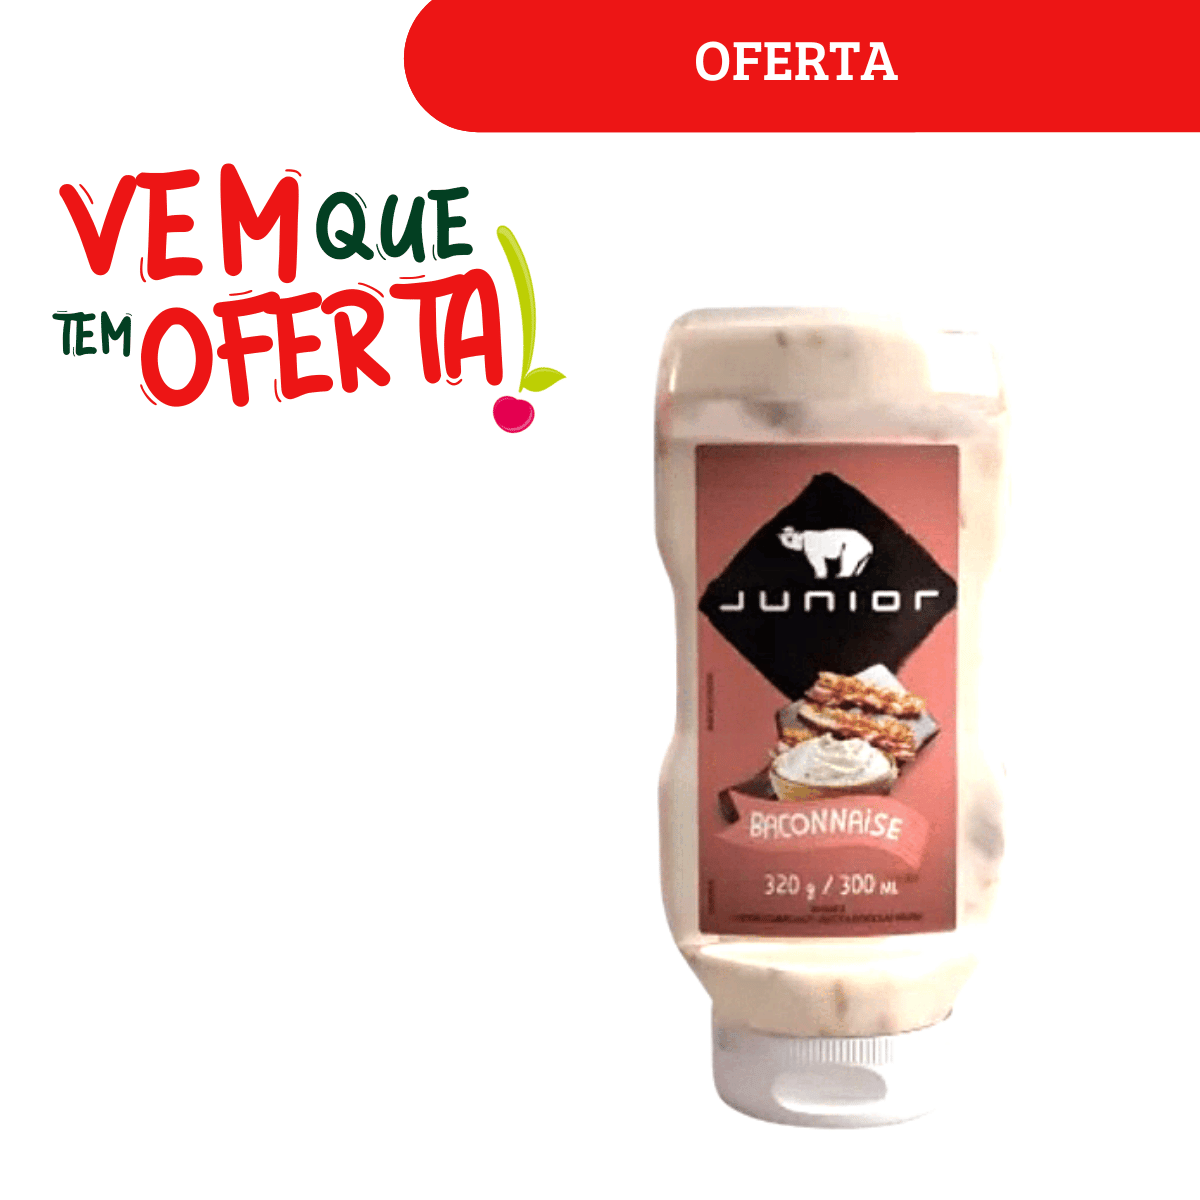 OFERTA
VEM QUE
TEM OFERTA!
JUNIOR
BACONNAISE
320 g / 300 ML